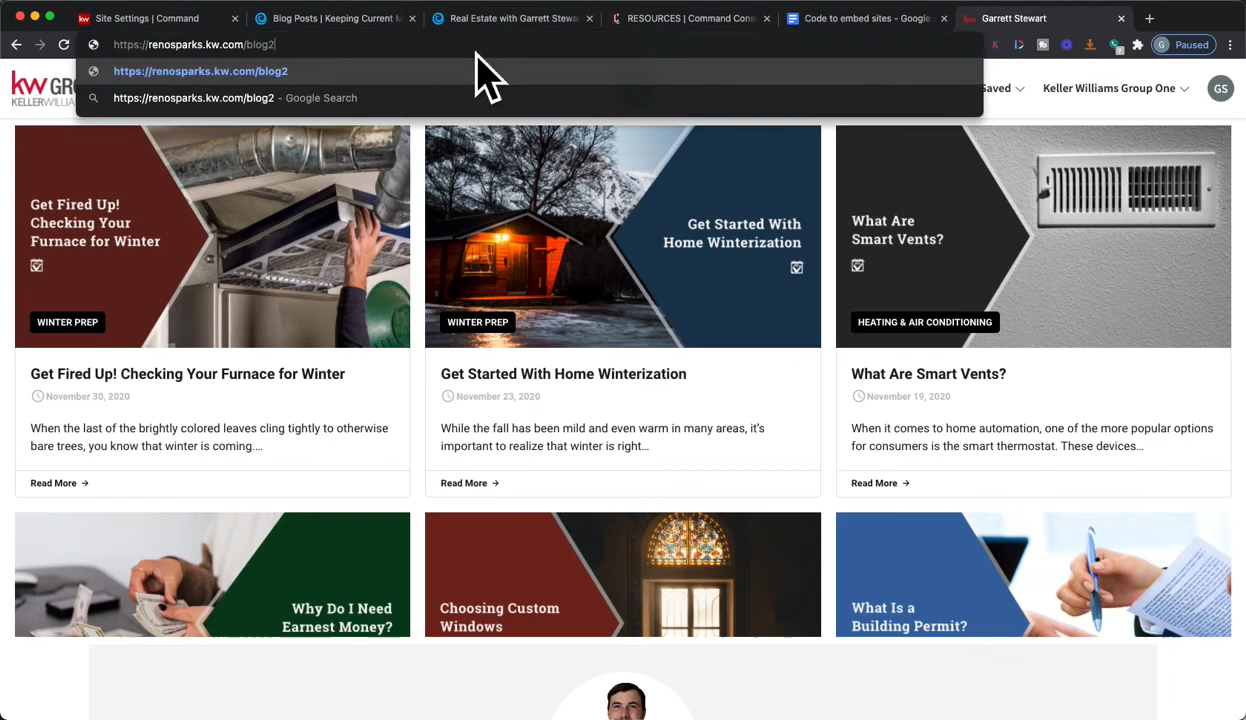 Site Settings | Command
Blog Posts | Keeping Current M
Real Estate with Garrett Stewar
RESOURCES | Command Cons
Code to embed sites - Google
kw Garrett Stewart
https://renosparks.kw.com/blog2
G Paused
https://renosparks.kw.com/blog2
https://renosparks.kw.com/blog2 - Google Search
kw GRO
KELLERWILLIA
Saved
Keller Williams Group One
GS
Get Fired Up!
Checking Your
Furnace for Winter
WINTER PREP
Get Started With
Home Winterization
WINTER PREP
What Are
Smart Vents?
HEATING & AIR CONDITIONING
Get Fired Up! Checking Your Furnace for Winter
November 30, 2020
When the last of the brightly colored leaves cling tightly to otherwise
bare trees, you know that winter is coming....
Read More
Get Started With Home Winterization
November 23, 2020
While the fall has been mild and even warm in many areas, it's
important to realize that winter is right...
Read More
What Are Smart Vents?
November 19, 2020
When it comes to home automation, one of the more popular options
for consumers is the smart thermostat. These devices...
Read More
Why Do I Need
Earnest Money?
Choosing Custom
Windows
What Is a
Building Permit?